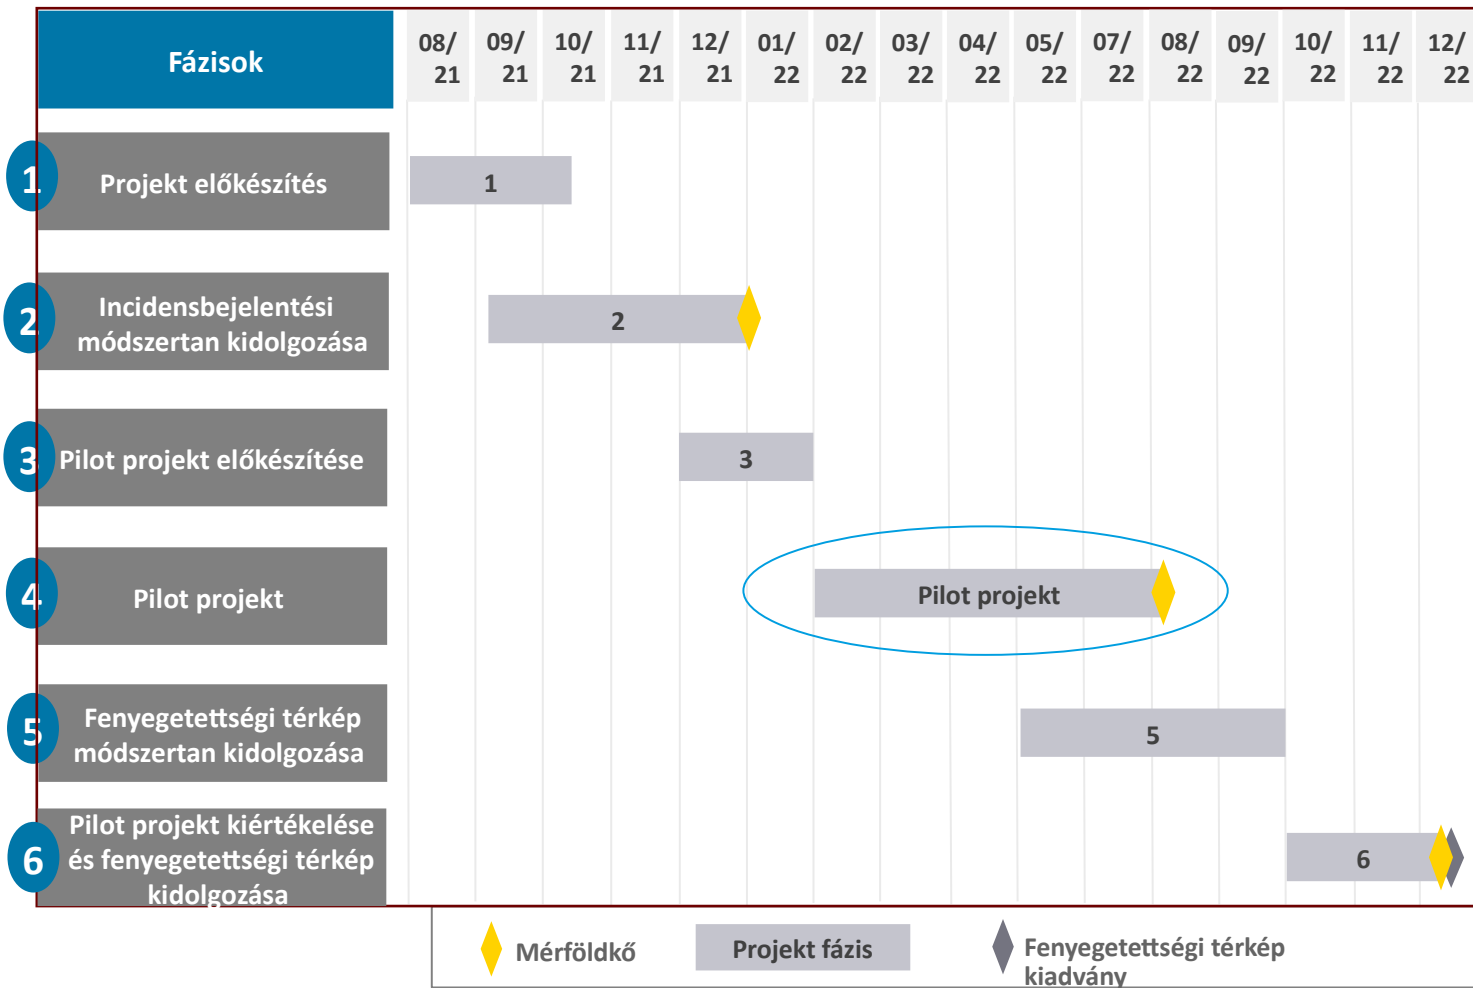 Fázisok
08/ 09/ 10/ 11/ 12/ 01/ 02/ 03/ 04/ 05/ 07/ 08/ 09/ 10/ 11/ 12/
21 21 21 21 21 22 22 22 22 22 22 22 22 22 22 22
1 Projekt előkészítés 1
Incidensbejelentési
2 módszertan kidolgozása 2
3 Pilot projekt előkészítése 3
4 Pilot projekt Pilot projekt
Fenyegetettségi térkép
5 módszertan kidolgozása 5
Pilot projekt kiértékelése
6 és fenyegetettségi térkép 6
kidolgozása
Mérföldkő Projekt fázis Fenyegetettségi térkép
kiadvány